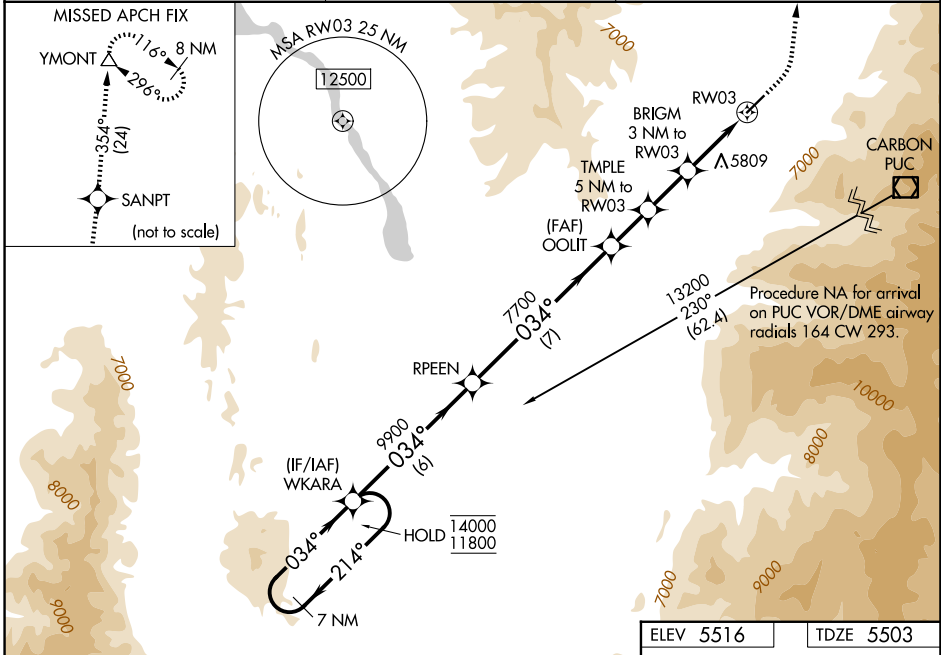 MISSED APCH FIX
YMONT
116°
8 NM
296°
354°
(24)
SANPT
(not to scale)
MSA RW03 25 NM
12500
7000
RW03
BRIGM
3 NM to
RW03
5809
TMPLE
5 NM to
RW03
(FAF)
OOLIT
7000
CARBON
PUC
13200
230°
(62.4)
Procedure NA for arrival
on PUC VOR/DME airway
radials 164 CW 293.
7700
034°
(7)
RPEEN
7000
10000
9900
034°
(6)
(IF/IAF)
WKARA
8000
8000
HOLD 14000
11800
034°
214°
7 NM
9000
7000
9000
ELEV 5516
TDZE 5503